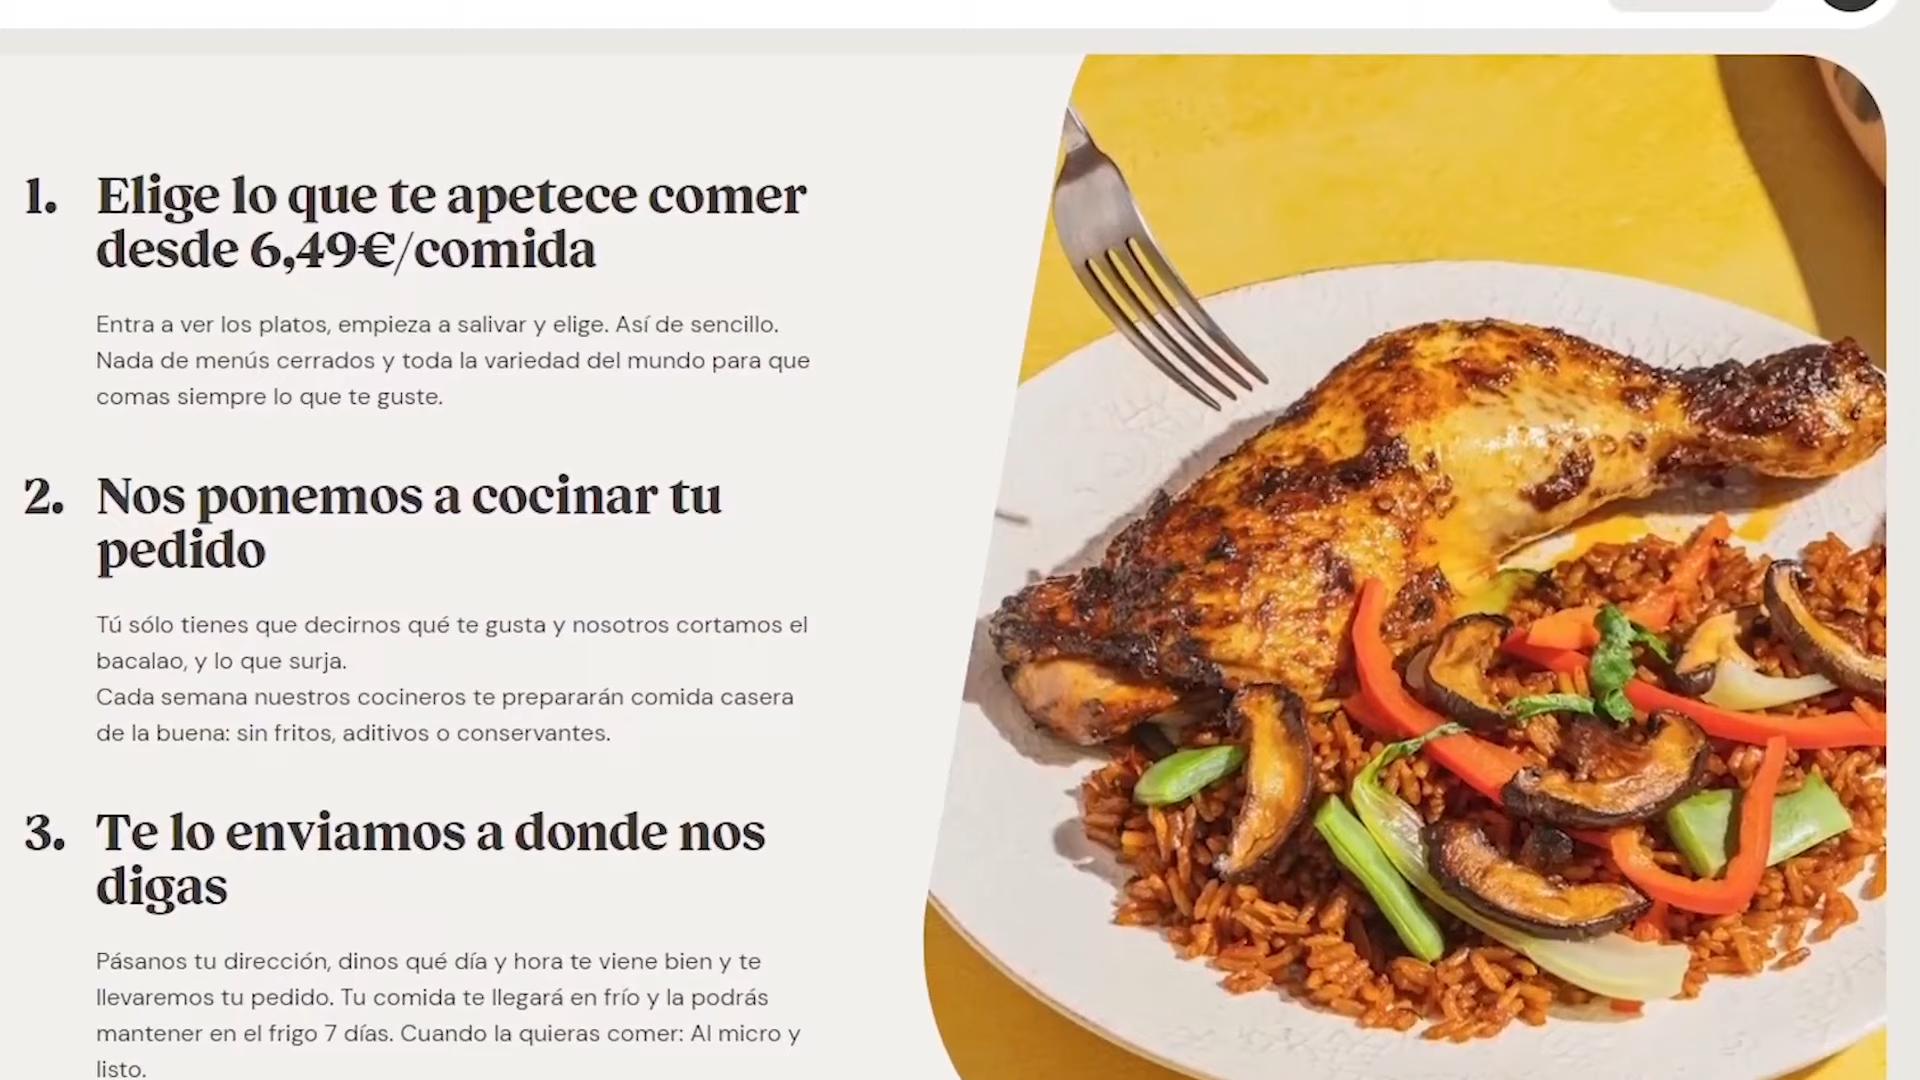 1. Elige lo que te apetece comer
desde 6,49€/comida
Entra a ver los platos, empieza a salivar y elige. Así de sencillo.
Nada de menús cerrados y toda la variedad del mundo para que
comas siempre lo que te guste.
2. Nos ponemos a cocinar tu
pedido
Tú sólo tienes que decirnos qué te gusta y nosotros cortamos el
bacalao, y lo que surja.
Cada semana nuestros cocineros te prepararán comida casera
de la buena: sin fritos, aditivos o conservantes.
3. Te lo enviamos a donde nos
digas
Pásanos tu dirección, dinos qué día y hora te viene bien y te
llevaremos tu pedido. Tu comida te llegará en frío y la podrás
mantener en el frigo 7 días. Cuando la quieras comer: Al micro y
listo.